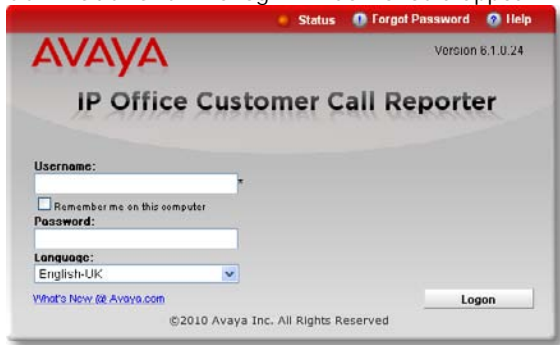 Status Forgot Password Help
AVAYA
Version 6.1.0.24
IP Office Customer Call Reporter
Username:
*
Remember me on this computer
Password:
Language:
English-UK
What's New @ Avaya.com
Logon
©2010 Avaya Inc. All Rights Reserved